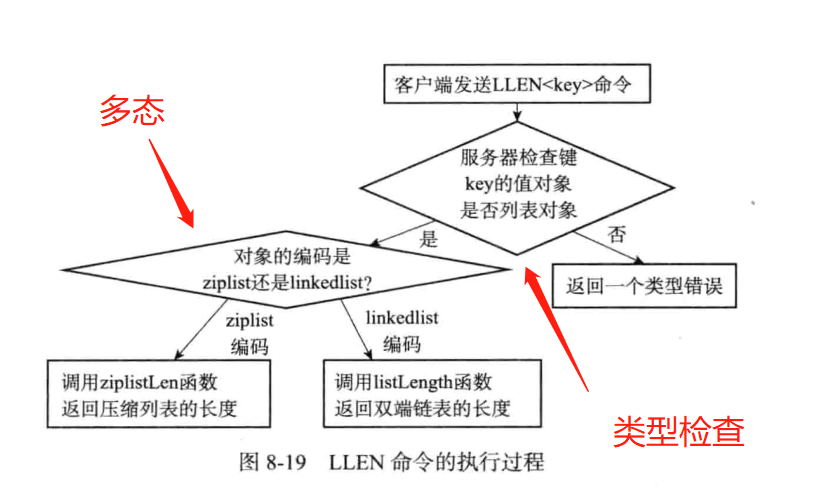 客户端发送LLEN<key>命令
多态
服务器检查键
key的值对象
是否列表对象
是
否
对象的编码是
ziplist还是linkedlist?
返回一个类型错误
ziplist
编码
linkedlist
编码
调用ziplistLen函数
返回压缩列表的长度
调用listLength函数
返回双端链表的长度
类型检查
图 8-19 LLEN 命令的执行过程